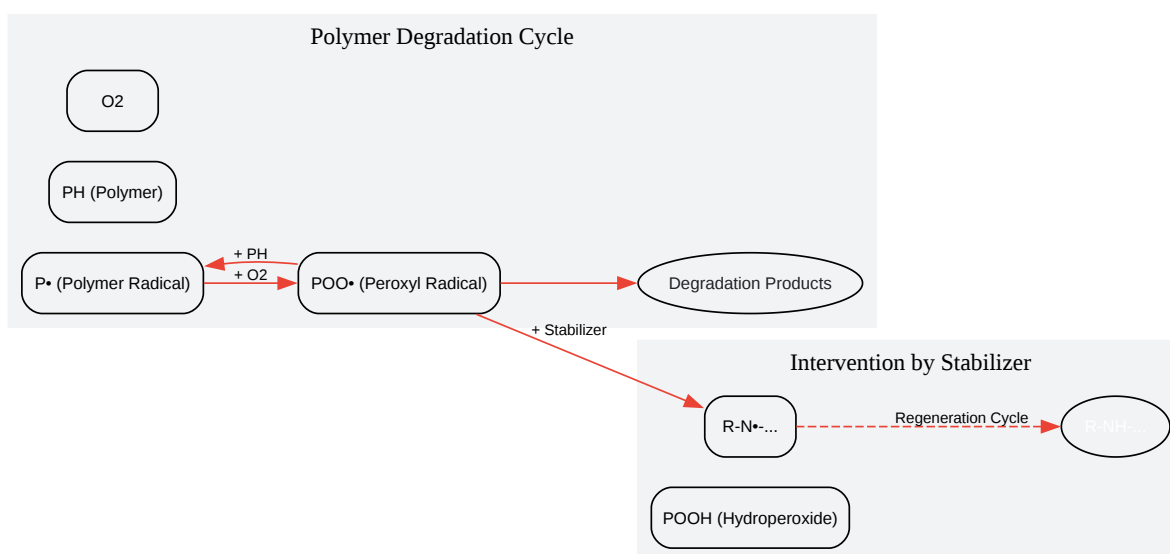 Polymer Degradation Cycle
O2
PH (Polymer)
+ PH
P• (Polymer Radical)
+ O2
POO• (Peroxyl Radical)
Degradation Products
+ Stabilizer
Intervention by Stabilizer
R-N•-...
Regeneration Cycle
R-NH-...
POOH (Hydroperoxide)